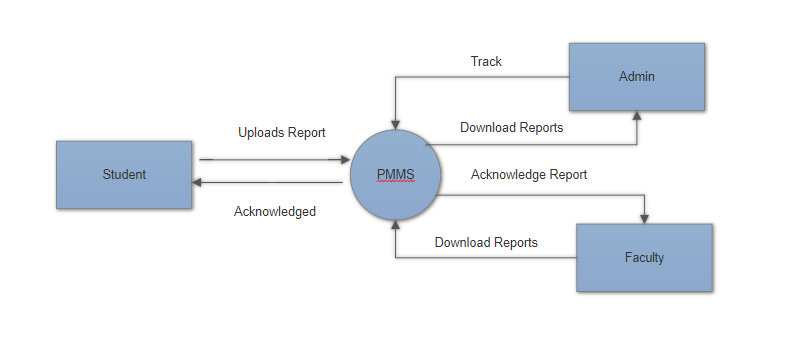 Track
Admin
Uploads Report
Download Reports
Student
PMMS
Acknowledge Report
Acknowledged
Download Reports
Faculty